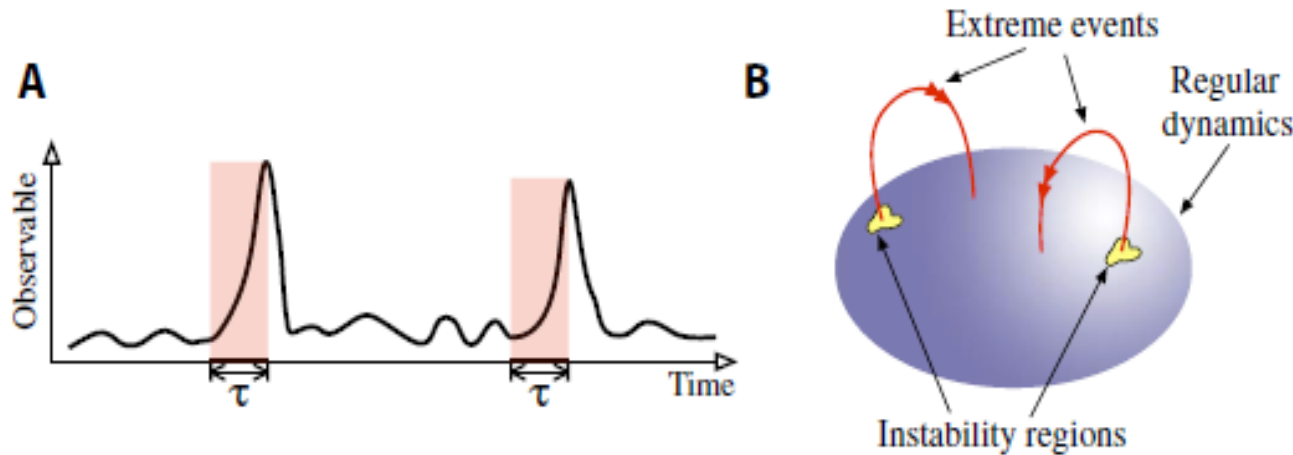 A
Observable
τ
τ
Time
B
Extreme events
Regular
dynamics
Instability regions